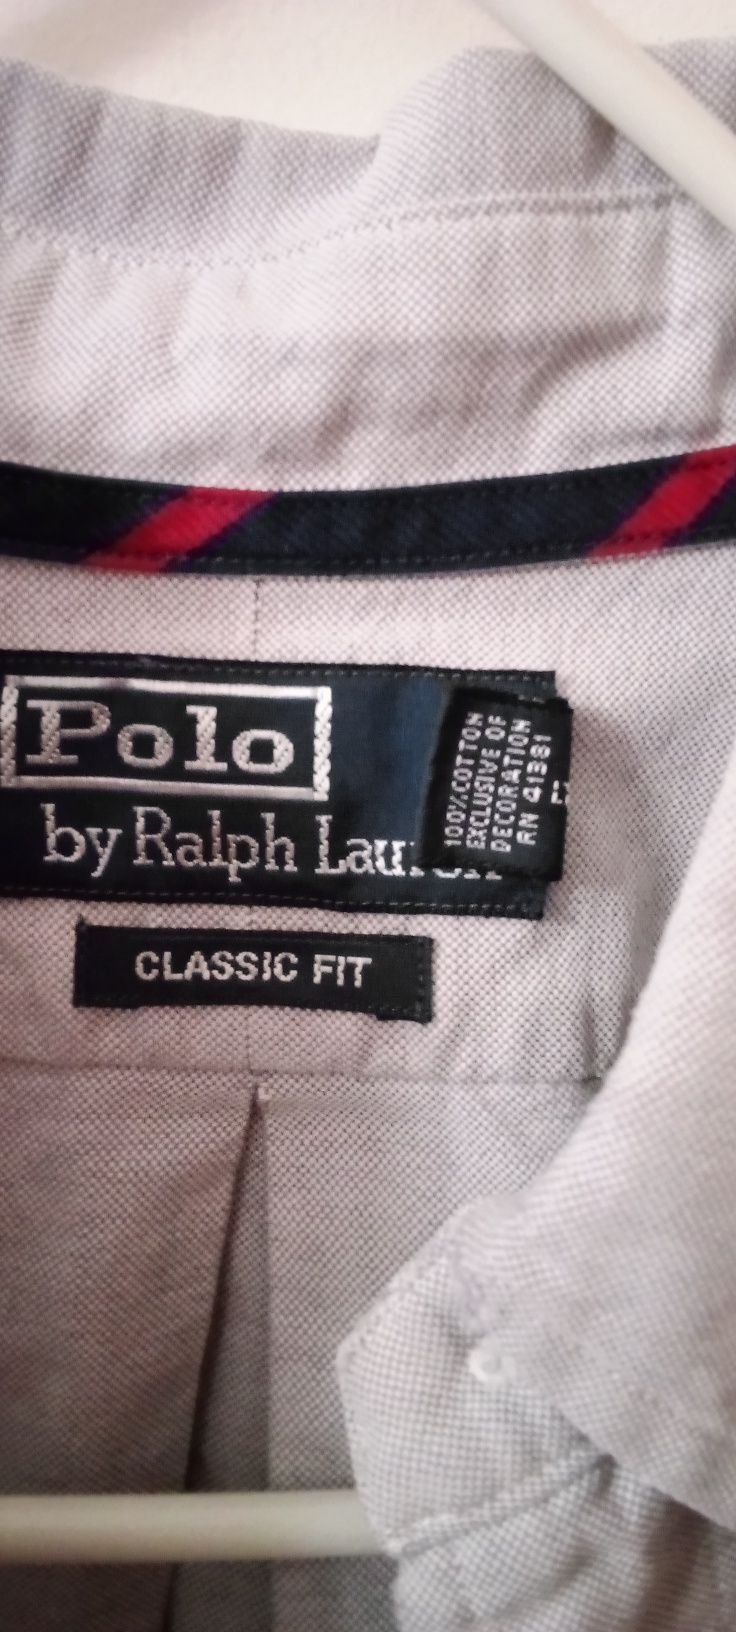 Polo
by Ralph Lau
100% COTTON
EXCLUSIVE OF
DECORATION
RN 41381
CLASSIC FIT